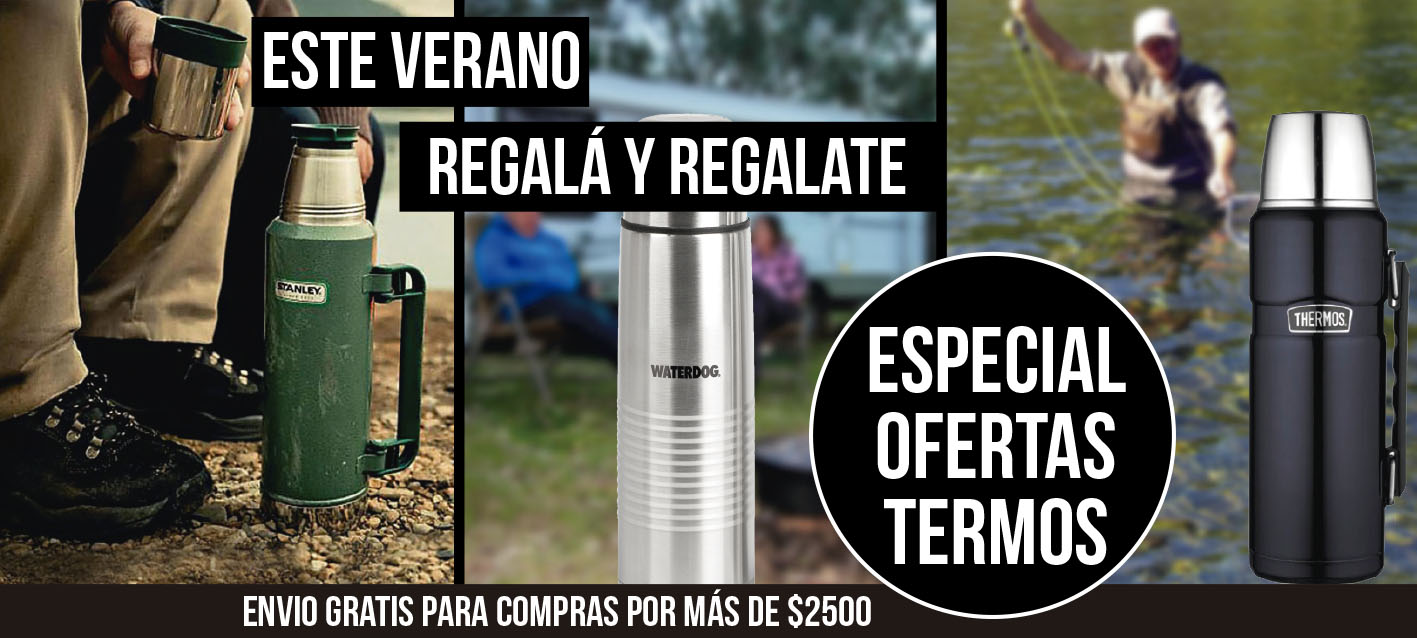 ESTE VERANO
REGALÁ Y REGALATE
STANLEY
WATERDOG
THERMOS
ESPECIAL
OFERTAS
TERMOS
ENVIO GRATIS PARA COMPRAS POR MÁS DE $2500